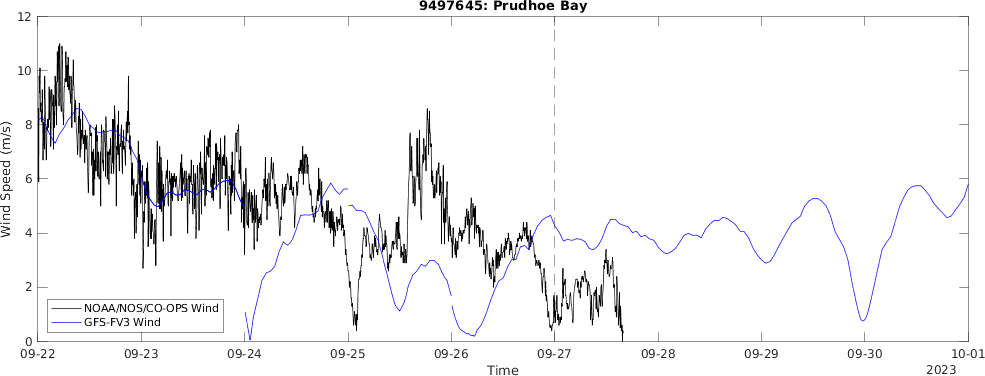 9497645: Prudhoe Bay
12
10
8
6
4
2
0
Wind Speed (m/s)
NOAA/NOS/CO-OPS Wind
GFS-FV3 Wind
09-22 09-23 09-24 09-25 09-26 09-27 09-28 09-29 09-30 10-01
Time
2023